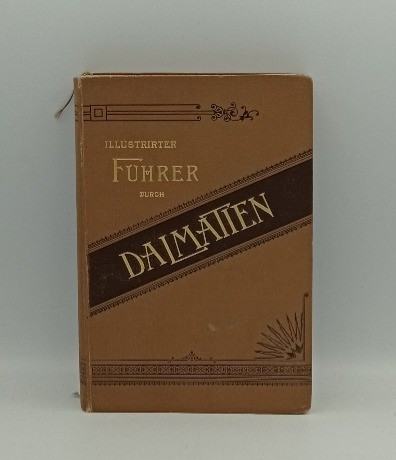 ILLUSTRIRTER
FÜHRER
DURCH
DALMATIEN